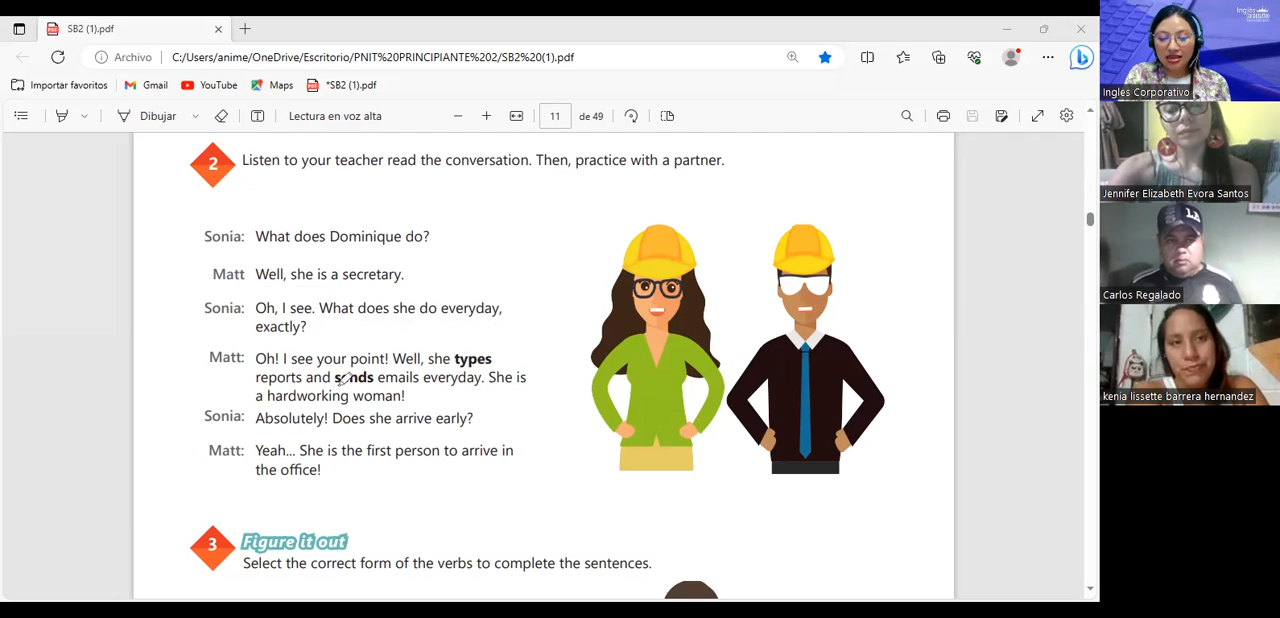 SB2 (1).pdf
Archivo C:/Users/anime/OneDrive/Escritorio/PNIT%20PRINCIPIANTE%202/SB2%20(1).pdf
Importar favoritos Gmail YouTube Maps *SB2 (1).pdf
Dibujar Lectura en voz alta 11 de 49
2 Listen to your teacher read the conversation. Then, practice with a partner.
Sonia: What does Dominique do?
Matt Well, she is a secretary.
Sonia: Oh, I see. What does she do everyday,
exactly?
Matt: Oh! I see your point! Well, she types
reports and sends emails everyday. She is
a hardworking woman!
Sonia: Absolutely! Does she arrive early?
Matt: Yeah... She is the first person to arrive in
the office!
3 Figure it out
Select the correct form of the verbs to complete the sentences.
Ingles Corporativo
Jennifer Elizabeth Evora Santos
Carlos Regalado
kenia lissette barrera hernandez